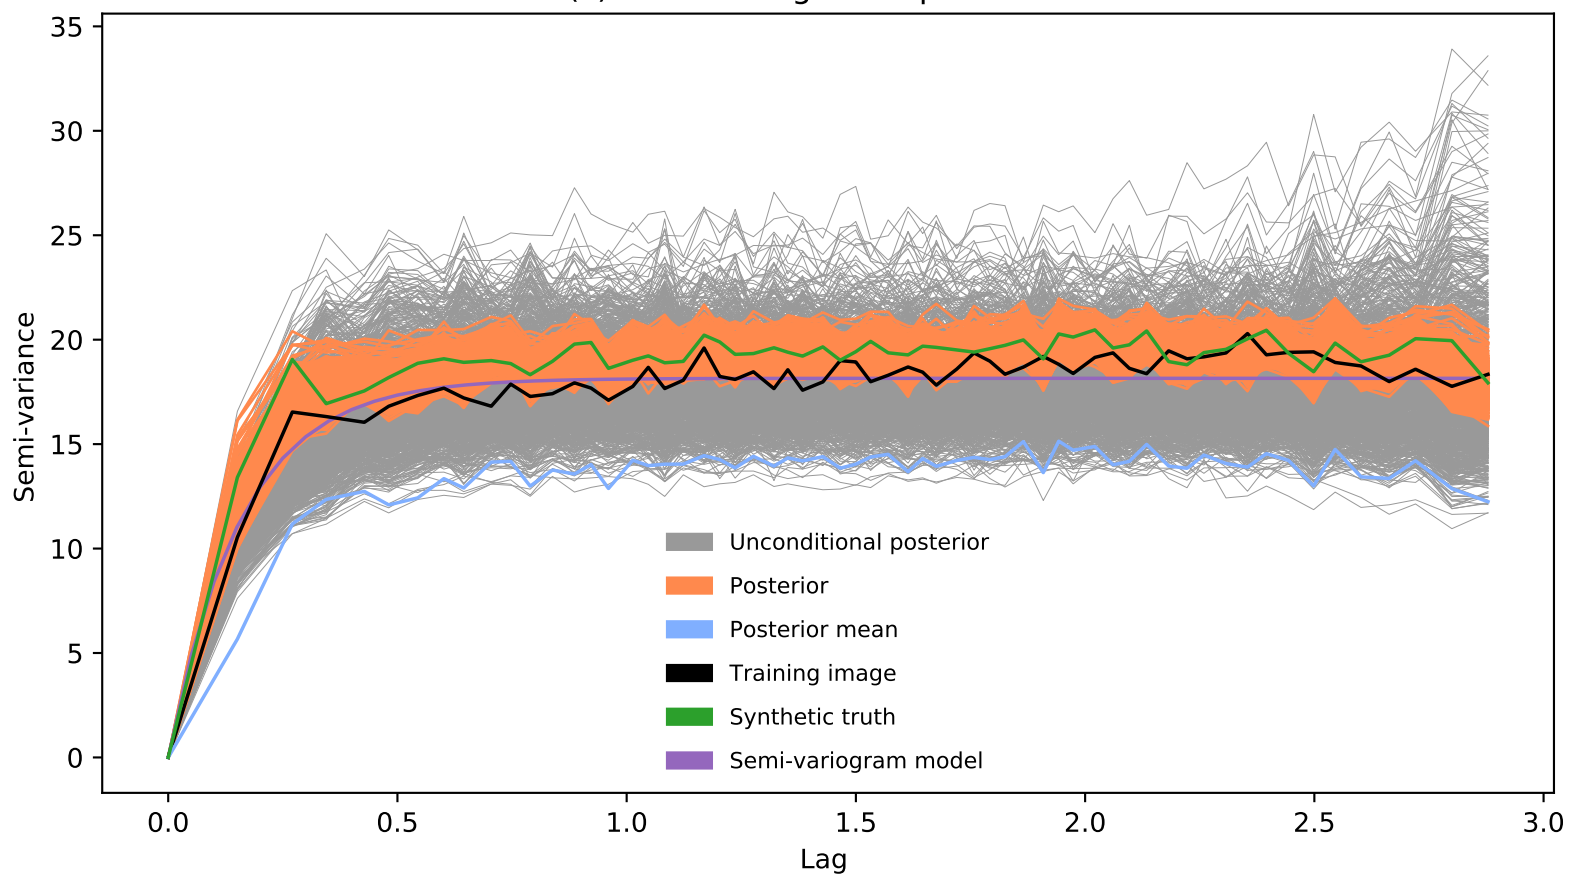 35
30
25
20
15
10
5
0
Semi-variance
Unconditional posterior
Posterior
Posterior mean
Training image
Synthetic truth
Semi-variogram model
0.0 0.5 1.0 1.5 2.0 2.5 3.0
Lag